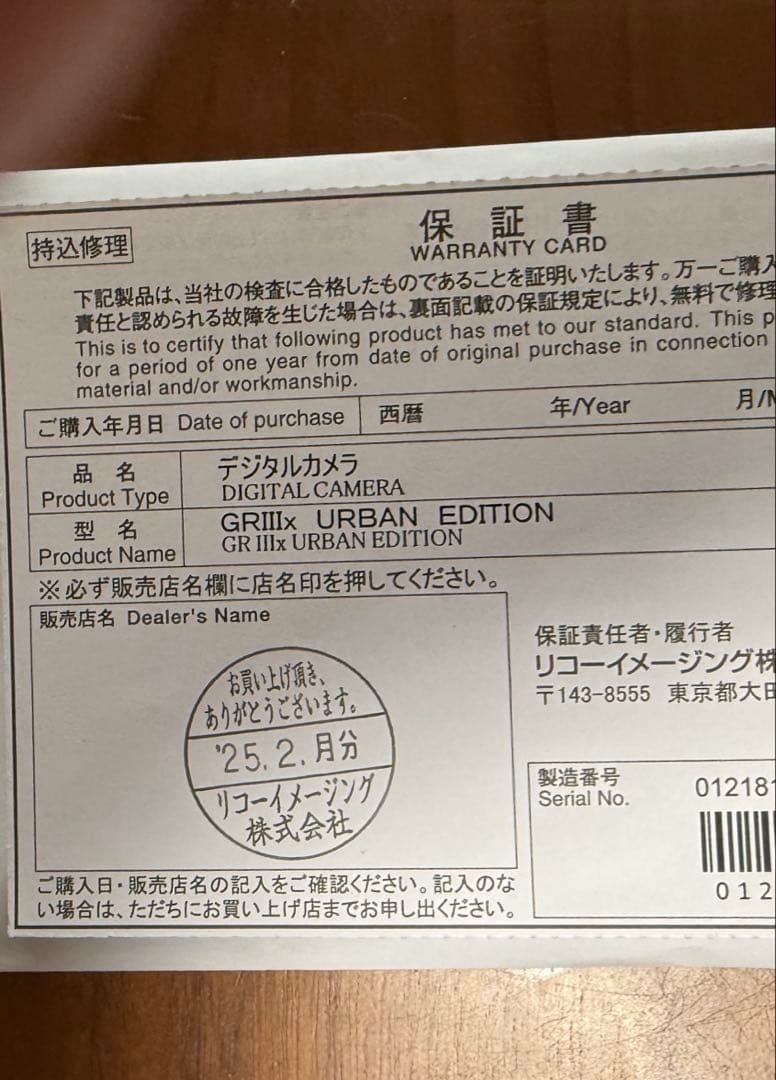 持込修理
保 証 書
WARRANTY CARD
下記製品は、当社の検査に合格したものであることを証明いたします。万一ご購入
責任と認められる故障を生じた場合は、裏面記載の保証規定により、無料で修理
This is to certify that following product has met to our standard. This p
for a period of one year from date of original purchase in connection
material and/or workmanship.
ご購入年月日 Date of purchase 西暦 年/Year 月/M
品 名 デジタルカメラ
Product Type DIGITAL CAMERA
型 名 GRIIIx URBAN EDITION
Product Name GR IIIx URBAN EDITION
※必ず販売店名欄に店名印を押してください。
販売店名 Dealer's Name
お買い上げ頂き、
ありがとうございます。
'25.2.月分
リコーイメージング
株式会社
保証責任者・履行者
リコーイメージング株
〒143-8555 東京都大田
製造番号
Serial No. 012181
012
ご購入日・販売店名の記入をご確認ください。記入のな
い場合は、ただちにお買い上げ店までお申し出ください。